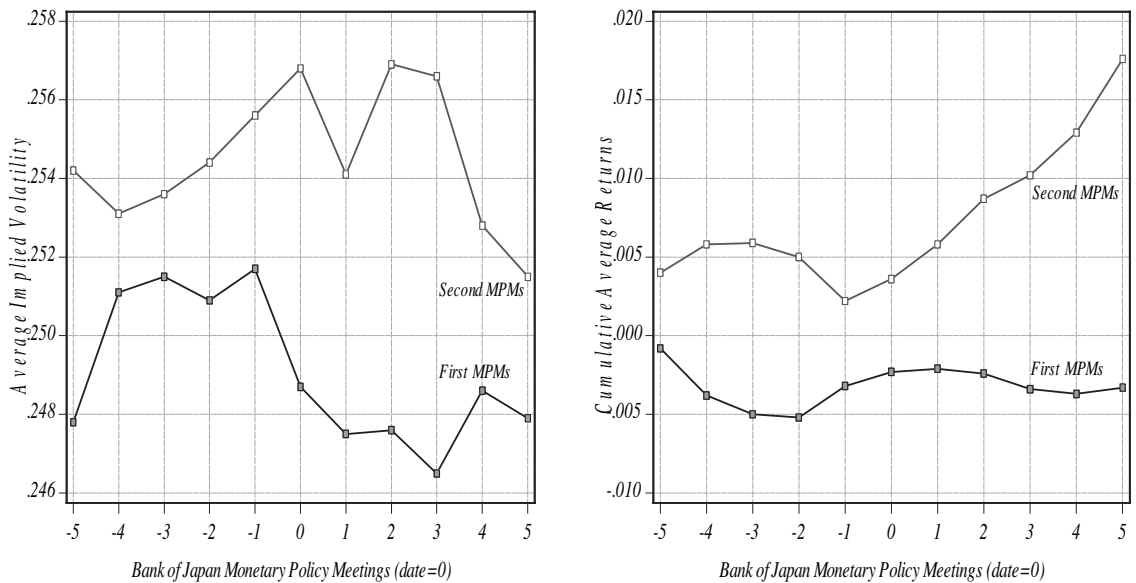 .258
.256
.254
.252
.250
.248
.246
Average Implied Volatility
Second MPMs
First MPMs
-5 -4 -3 -2 -1 0 1 2 3 4 5
Bank of Japan Monetary Policy Meetings (date=0)
.020
.015
.010
.005
.000
.005
-.010
Cumulative Average Returns
Second MPMs
First MPMs
-5 -4 -3 -2 -1 0 1 2 3 4 5
Bank of Japan Monetary Policy Meetings (date=0)